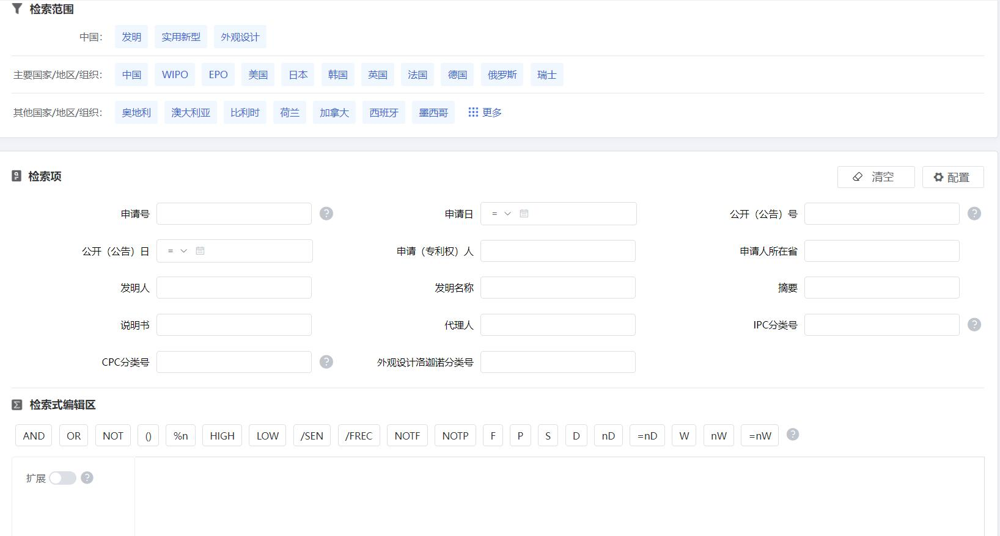 检索范围
中国： 发明 实用新型 外观设计
主要国家/地区/组织： 中国 WIPO EPO 美国 日本 韩国 英国 法国 德国 俄罗斯 瑞士
其他国家/地区/组织： 奥地利 澳大利亚 比利时 荷兰 加拿大 西班牙 墨西哥 更多
检索项 清空 配置
申请号 ? 申请日 = 公开（公告）号 ?
公开（公告）日 = 申请（专利权）人 申请人所在省
发明人 发明名称 摘要
说明书 代理人 IPC分类号 ?
CPC分类号 ? 外观设计洛迦诺分类号
检索式编辑区
AND OR NOT () %n HIGH LOW /SEN /FREC NOTF NOTP F P S D nD =nD W nW =nW ?
扩展 ?